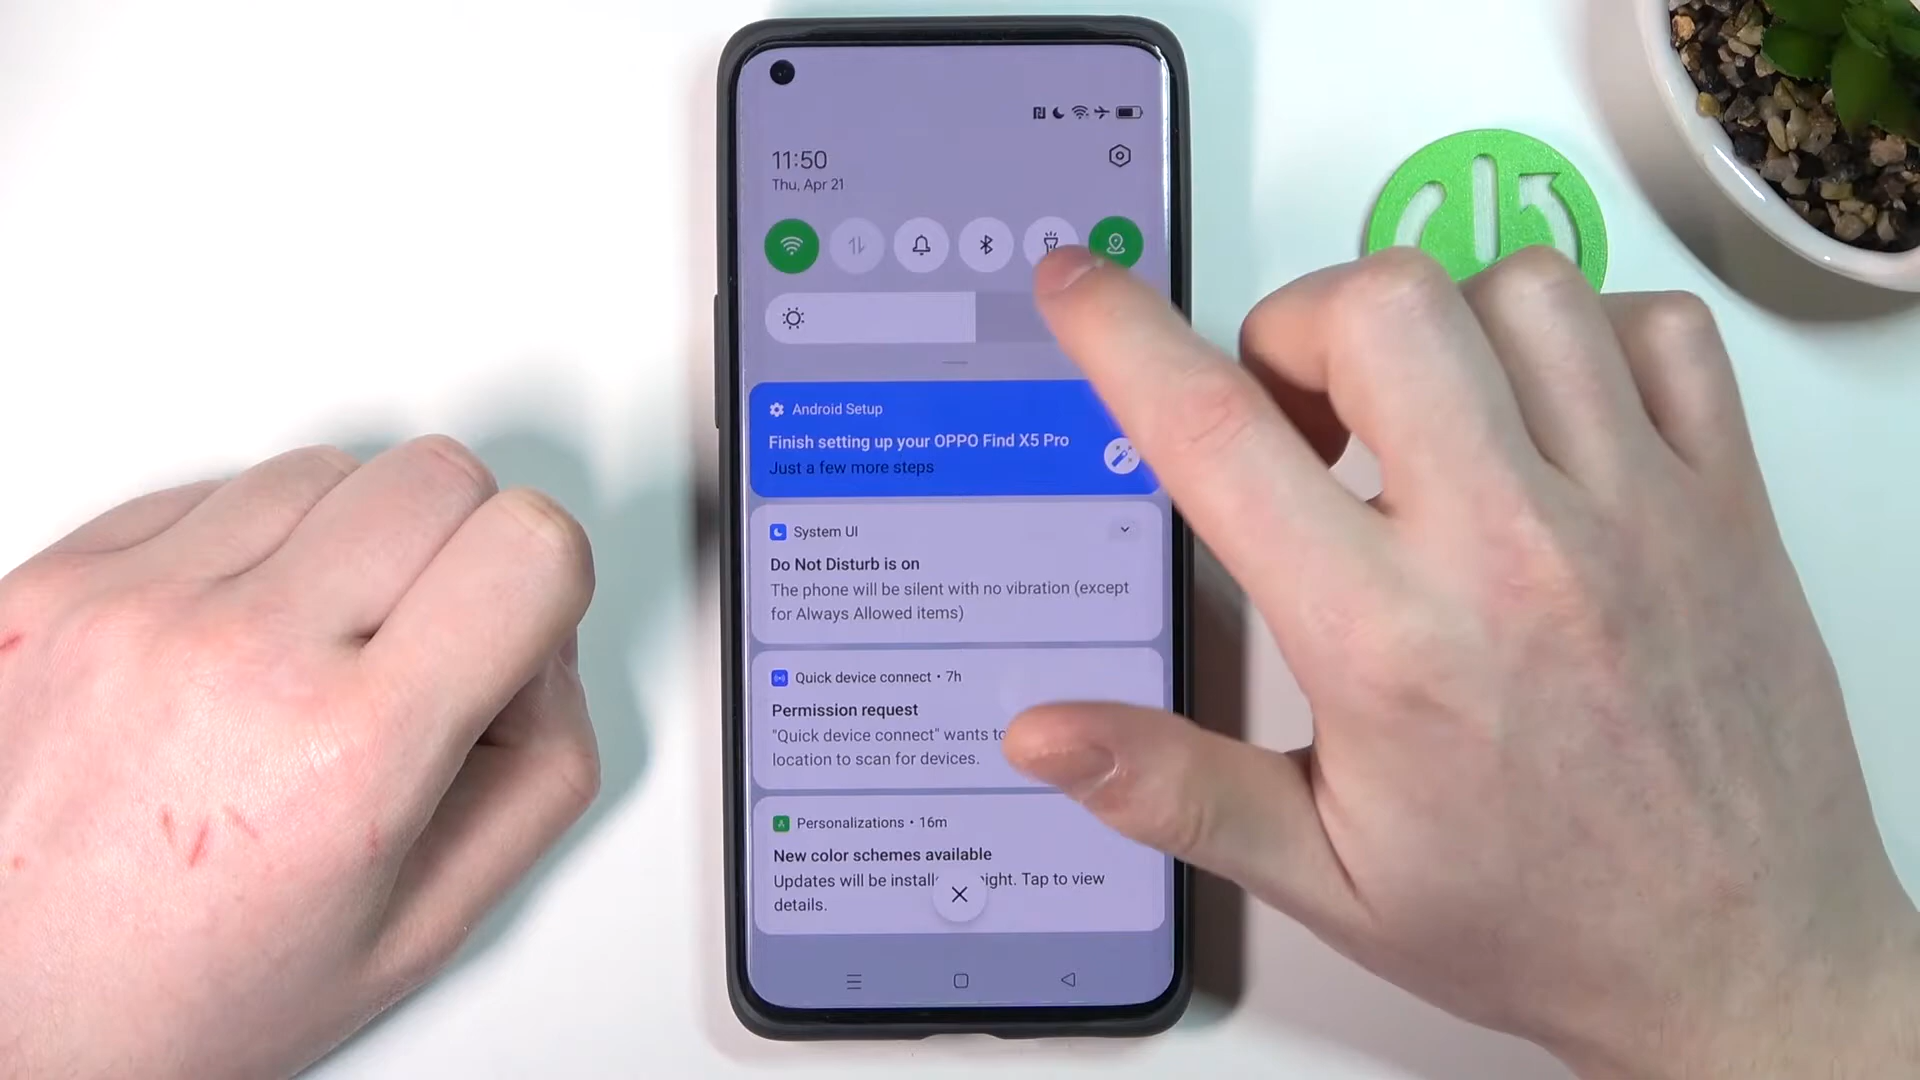 11:50
Thu, Apr 21
Android Setup
Finish setting up your OPPO Find X5 Pro
Just a few more steps
System UI
Do Not Disturb is on
The phone will be silent with no vibration (except
for Always Allowed items)
Quick device connect • 7h
Permission request
"Quick device connect" wants to
location to scan for devices.
Personalizations • 16m
New color schemes available
Updates will be install ight. Tap to view
details.